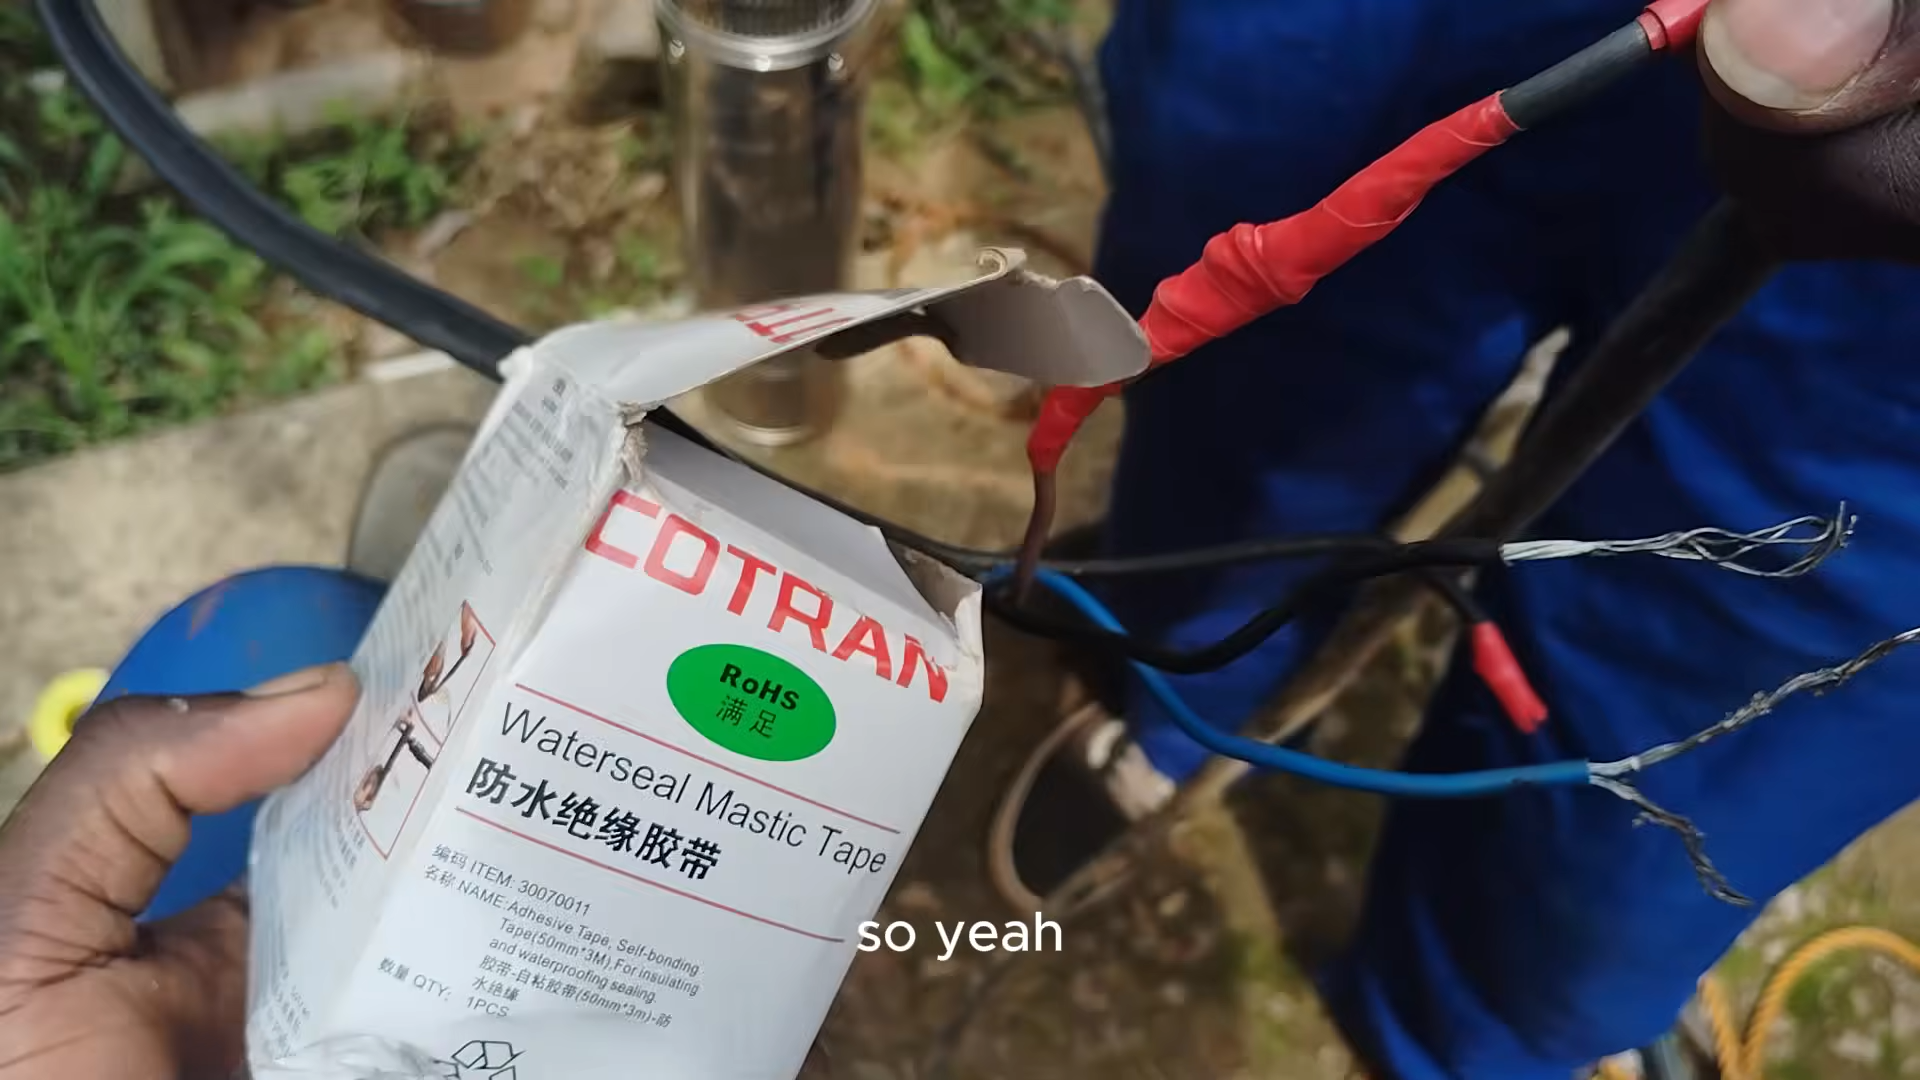 COTRAN
RoHS
满足
Waterseal Mastic Tape
防水绝缘胶带
编码 ITEM: 30070011
名称 NAME: Adhesive Tape, Self-bonding
Tape(50mm*3M),For insulating
and waterproofing sealing.
胶带-自粘胶带(50mm*3m)-防
水绝缘
数量 QTY: 1PCS
so yeah